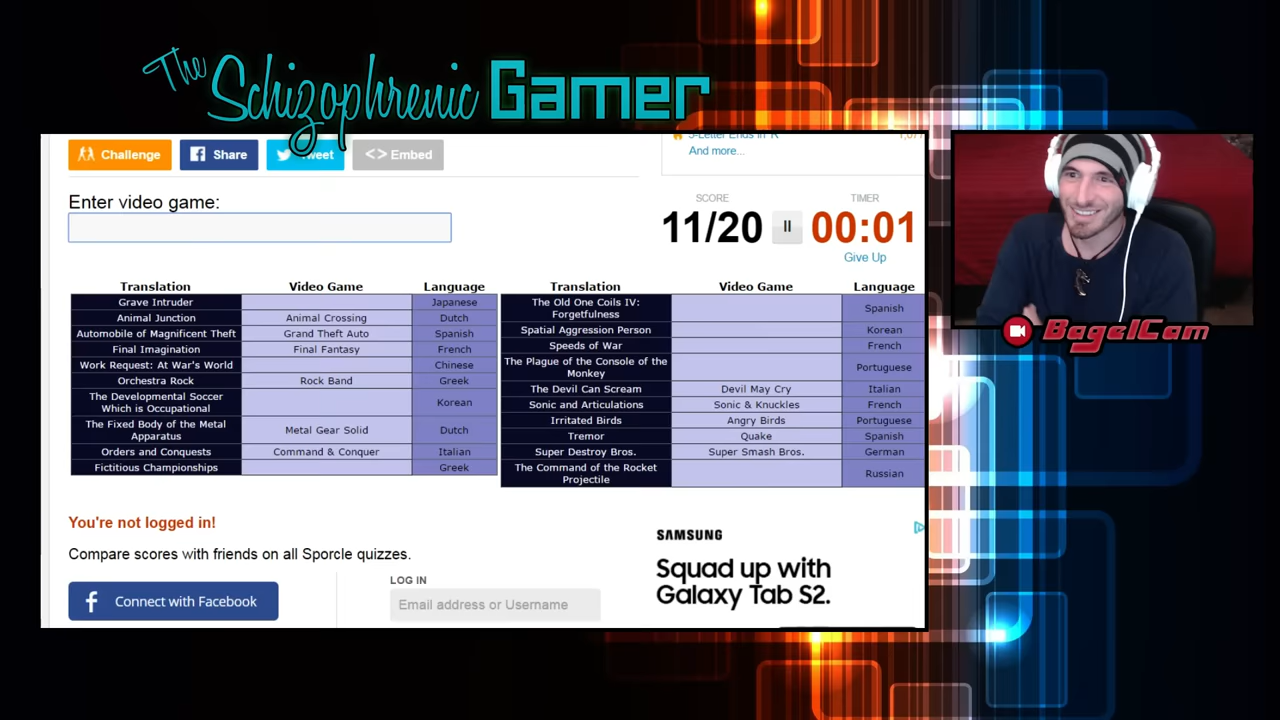 The Schizophrenic Gamer
Challenge
Share
Tweet
<> Embed
5-Letter Ends in 'R'
1,077
And more...
Enter video game:
SCORE
TIMER
11/20
00:01
Give Up
Translation Video Game Language
Grave Intruder Japanese
Animal Junction Animal Crossing Dutch
Automobile of Magnificent Theft Grand Theft Auto Spanish
Final Imagination Final Fantasy French
Work Request: At War's World Chinese
Orchestra Rock Rock Band Greek
The Developmental Soccer
Which is Occupational
Korean
The Fixed Body of the Metal
Apparatus
Metal Gear Solid
Dutch
Orders and Conquests Command & Conquer Italian
Fictitious Championships Greek
Translation Video Game Language
The Old One Coils IV:
Forgetfulness
Spanish
Spatial Aggression Person Korean
Speeds of War French
The Plague of the Console of the
Monkey
Portuguese
The Devil Can Scream Devil May Cry Italian
Sonic and Articulations Sonic & Knuckles French
Irritated Birds Angry Birds Portuguese
Tremor Quake Spanish
Super Destroy Bros. Super Smash Bros. German
The Command of the Rocket
Projectile
Russian
BagelCam
You're not logged in!
Compare scores with friends on all Sporcle quizzes.
Connect with Facebook
LOG IN
Email address or Username
SAMSUNG
Squad up with
Galaxy Tab S2.